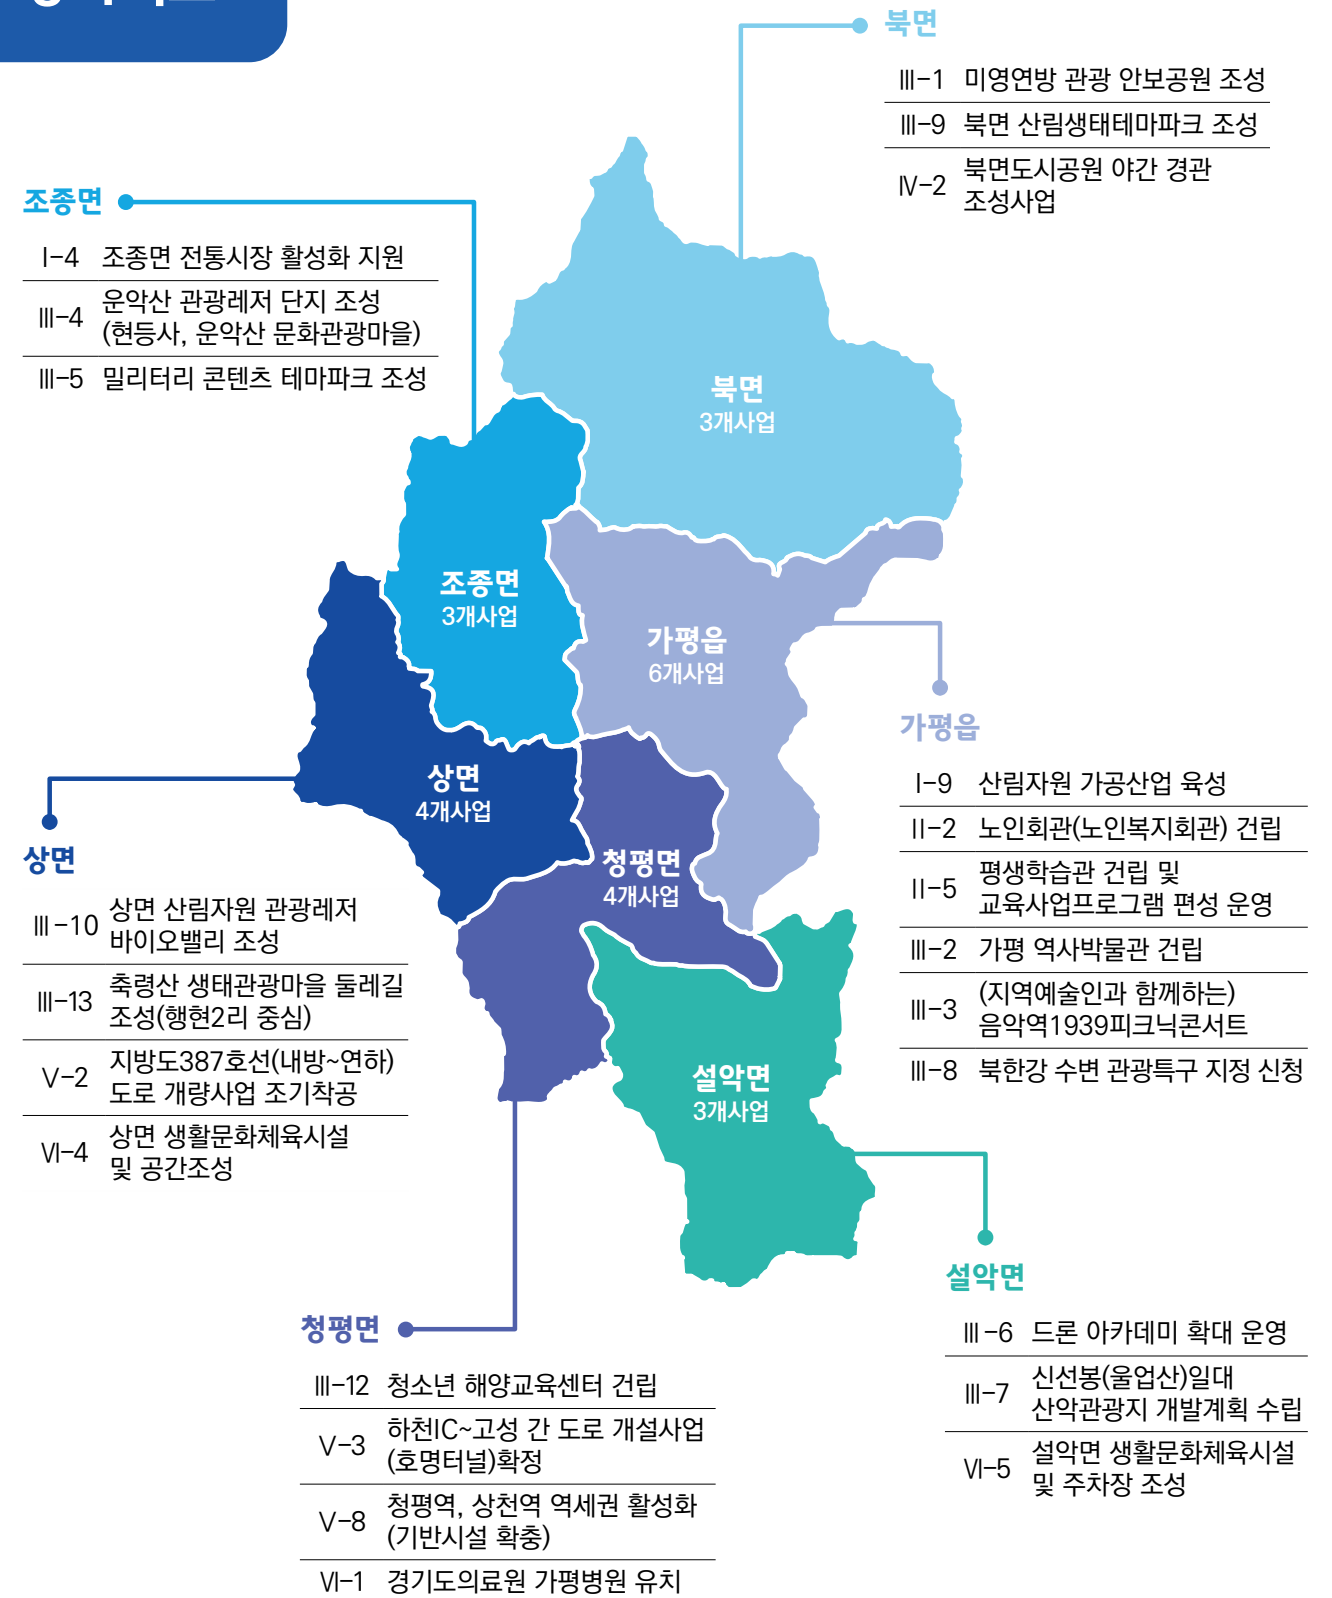 북면
Ⅲ-1 미영연방 관광 안보공원 조성
Ⅲ-9 북면 산림생태테마파크 조성
Ⅳ-2 북면도시공원 야간 경관
조성사업
조종면
Ⅰ-4 조종면 전통시장 활성화 지원
Ⅲ-4 운악산 관광레저 단지 조성
(현등사, 운악산 문화관광마을)
Ⅲ-5 밀리터리 콘텐츠 테마파크 조성
북면
3개사업
조종면
3개사업
가평읍
6개사업
상면
4개사업
청평면
4개사업
설악면
3개사업
가평읍
Ⅰ-9 산림자원 가공산업 육성
Ⅱ-2 노인회관(노인복지회관) 건립
Ⅱ-5 평생학습관 건립 및
교육사업프로그램 편성 운영
Ⅲ-2 가평 역사박물관 건립
Ⅲ-3 (지역예술인과 함께하는)
음악역1939피크닉콘서트
Ⅲ-8 북한강 수변 관광특구 지정 신청
상면
Ⅲ-10 상면 산림자원 관광레저
바이오밸리 조성
Ⅲ-13 축령산 생태관광마을 둘레길
조성(행현2리 중심)
Ⅴ-2 지방도387호선(내방~연하)
도로 개량사업 조기착공
Ⅵ-4 상면 생활문화체육시설
및 공간조성
청평면
Ⅲ-12 청소년 해양교육센터 건립
Ⅴ-3 하천IC~고성 간 도로 개설사업
(호명터널)확정
Ⅴ-8 청평역, 상천역 역세권 활성화
(기반시설 확충)
Ⅵ-1 경기도의료원 가평병원 유치
설악면
Ⅲ-6 드론 아카데미 확대 운영
Ⅲ-7 신선봉(울업산)일대
산악관광지 개발계획 수립
Ⅵ-5 설악면 생활문화체육시설
및 주차장 조성